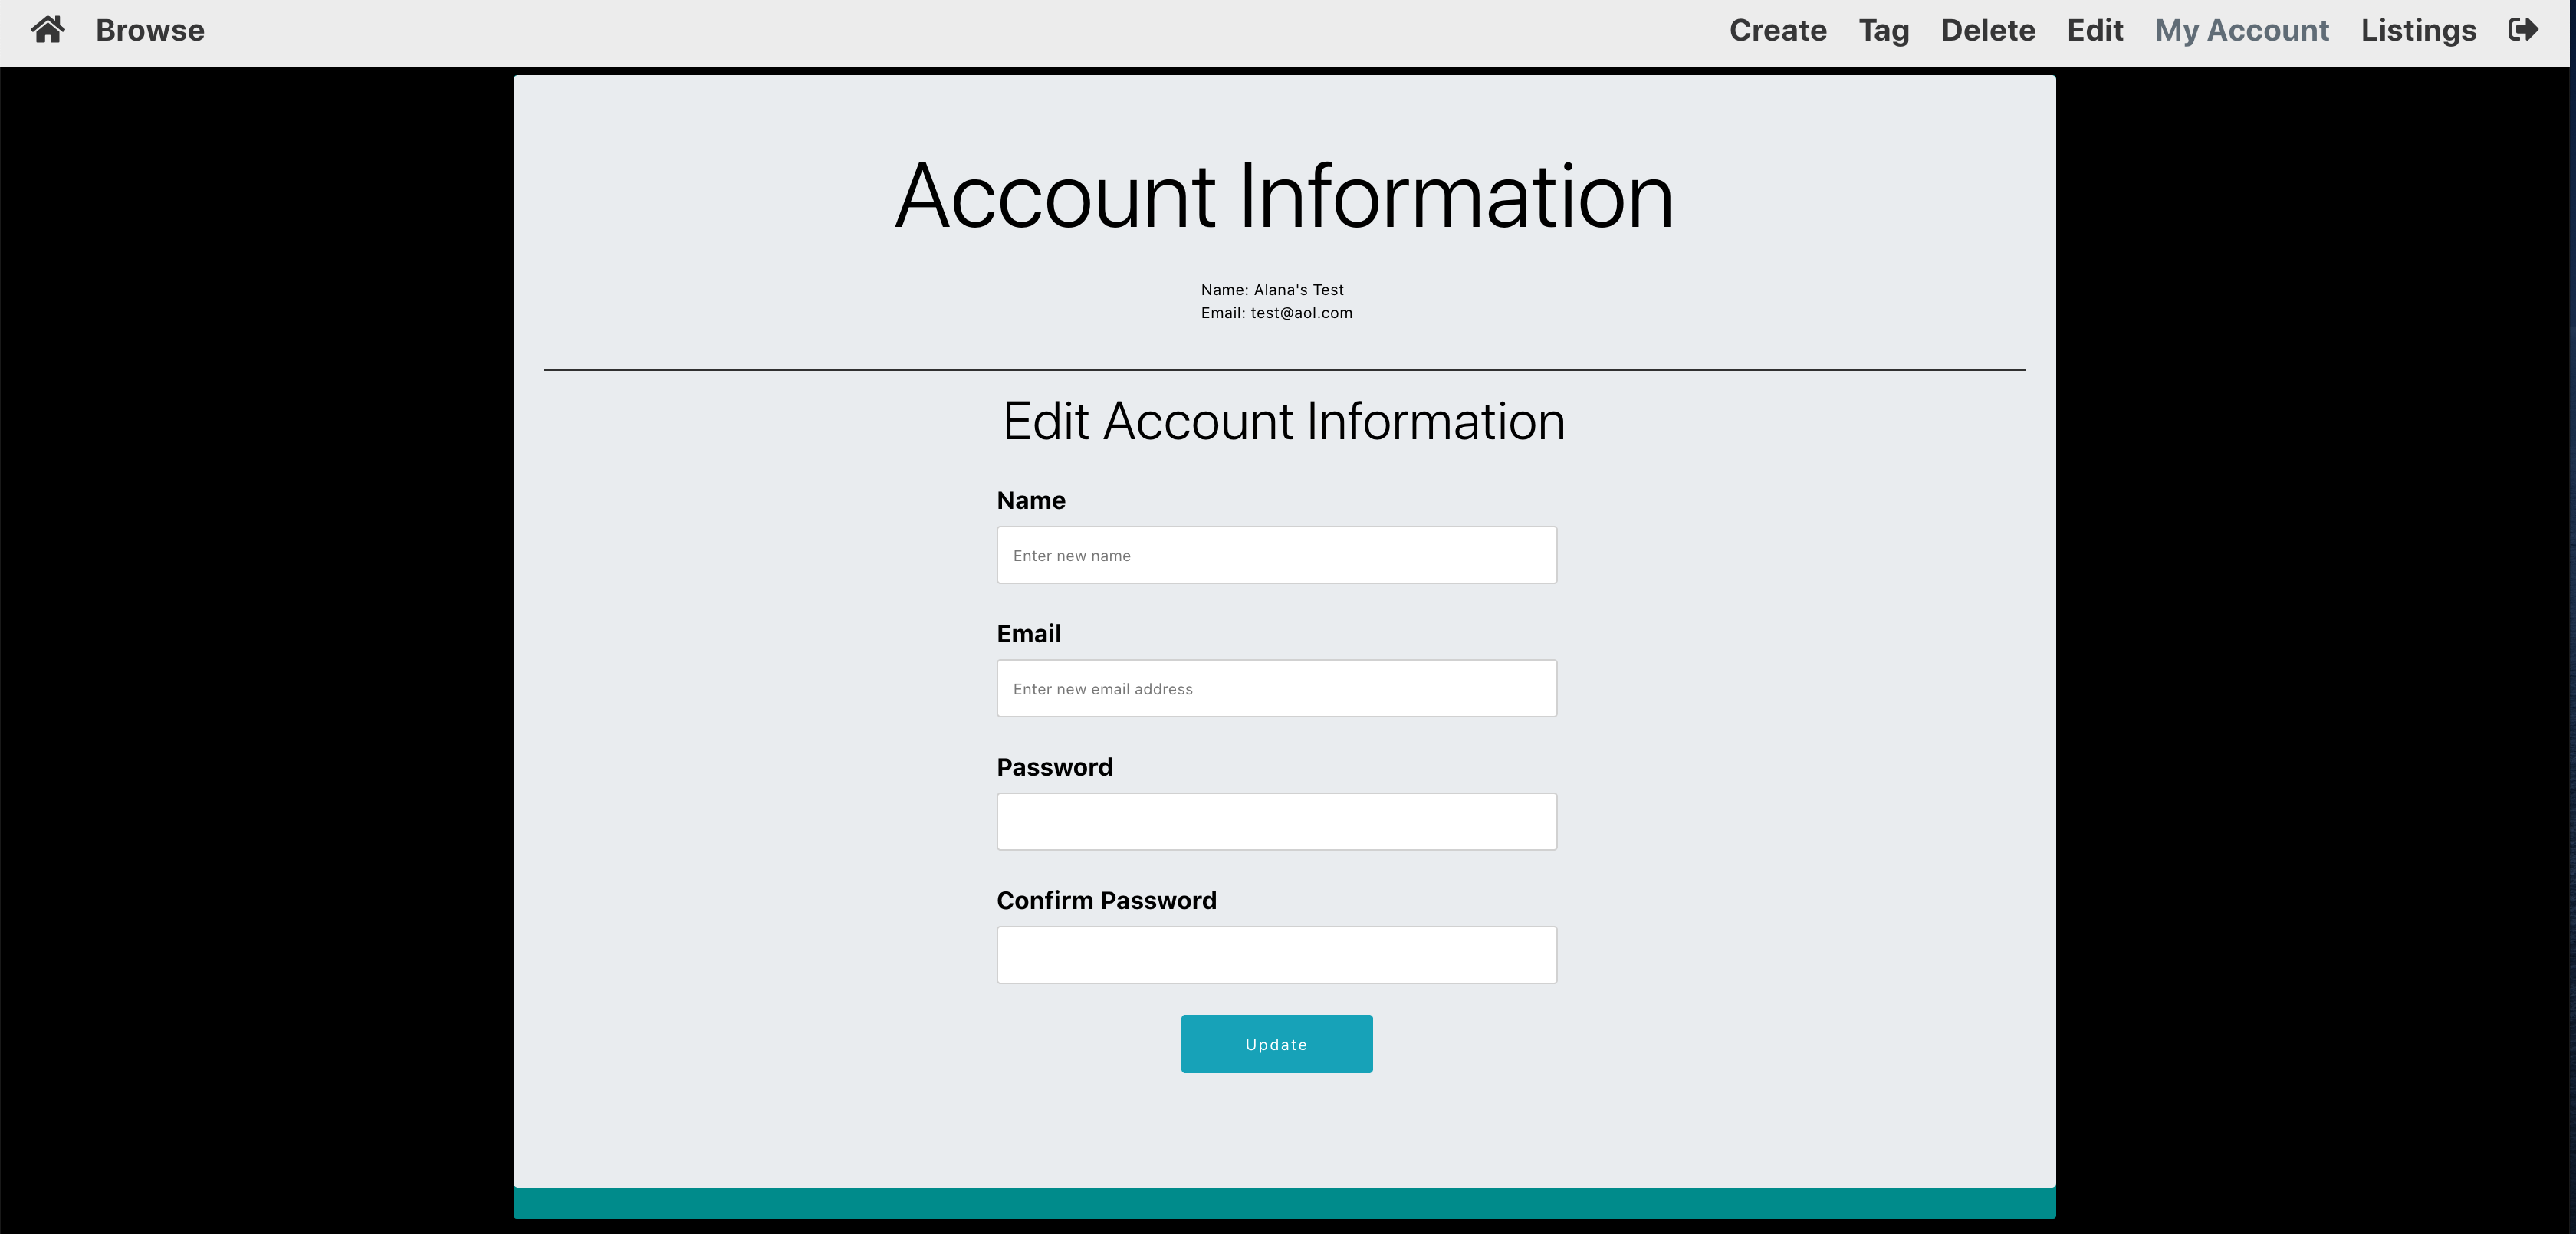 Browse Create Tag Delete Edit My Account Listings
Account Information
Name: Alana's Test
Email: test@aol.com
Edit Account Information
Name
Enter new name
Email
Enter new email address
Password
Confirm Password
Update